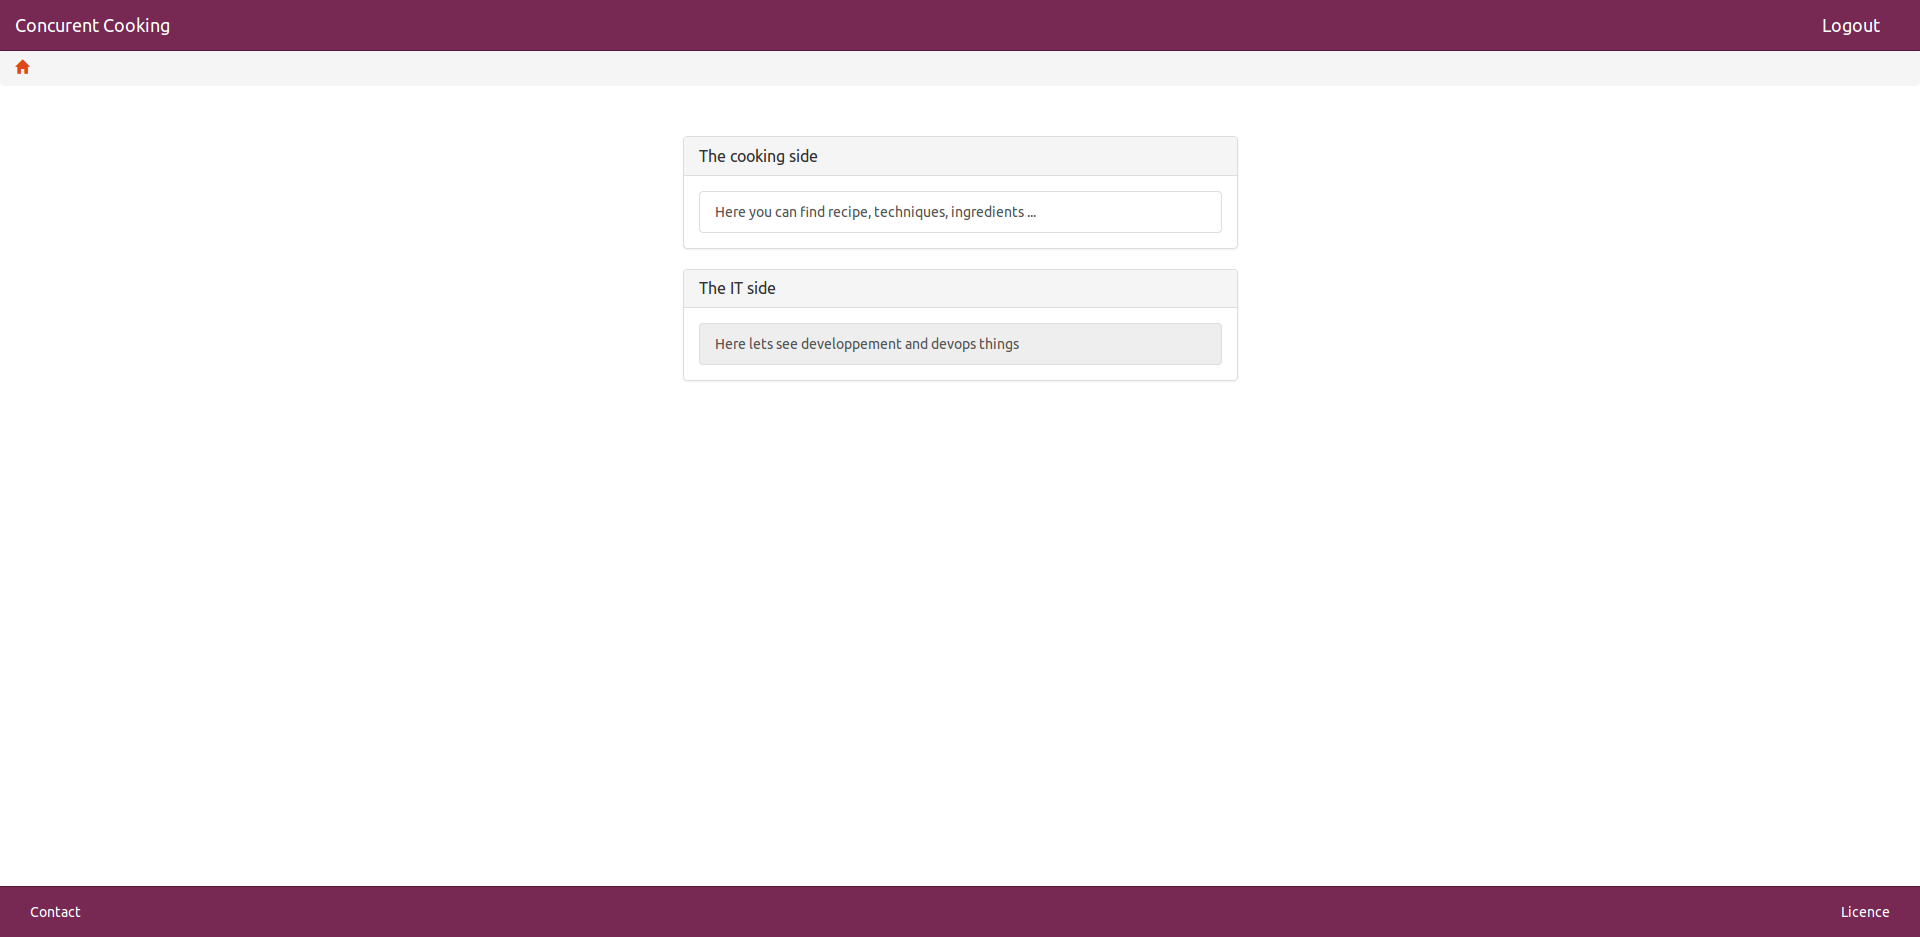 Concurent Cooking
Logout
The cooking side
Here you can find recipe, techniques, ingredients ...
The IT side
Here lets see developpement and devops things
Contact
Licence